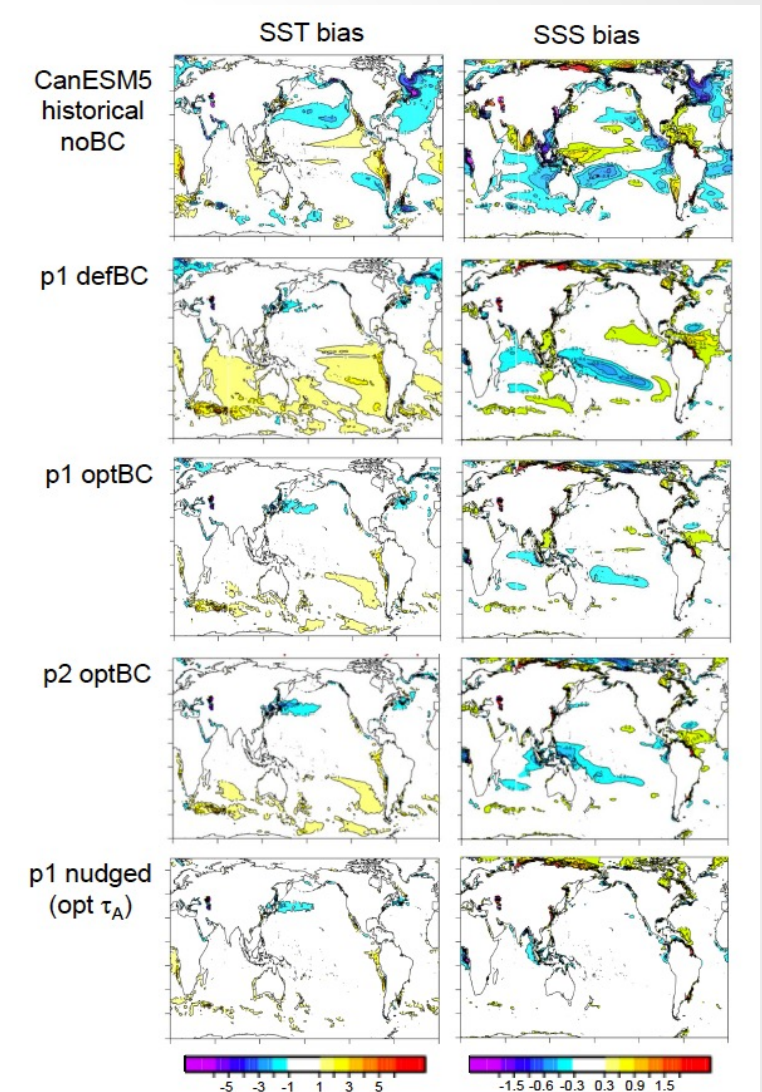 SST bias
SSS bias
CanESM5
historical
noBC
p1 defBC
p1 optBC
p2 optBC
p1 nudged
(opt τA)
-5 -3 -1 1 3 5
-1.5 -0.6 -0.3 0.3 0.9 1.5